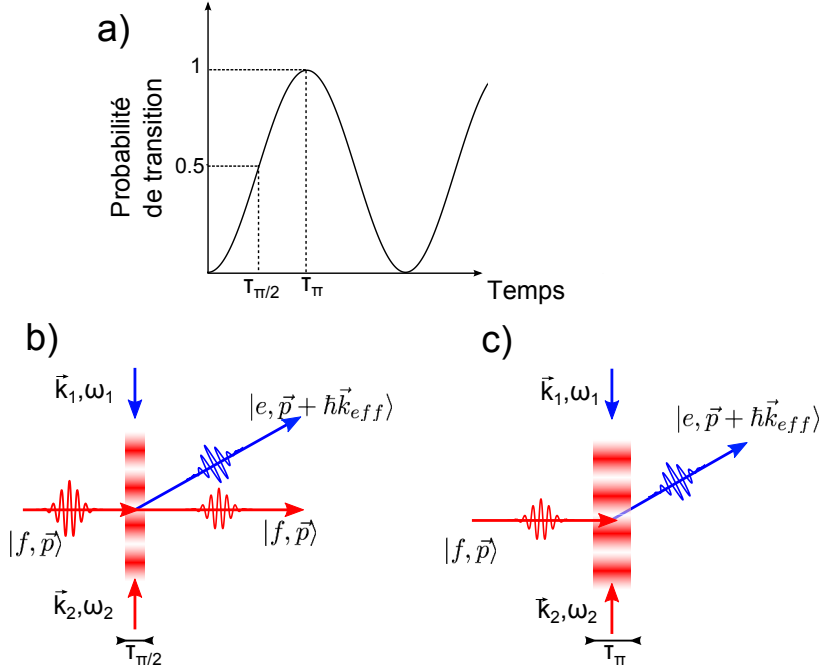 a)
1
Probabilité
de transition
0.5
τπ/2
τπ
Temps
b)
k⃗1,ω1
|e, p⃗ + ħk⃗eff⟩
|f, p⃗⟩
|f, p⃗⟩
k⃗2,ω2
τπ/2
c)
k⃗1,ω1
|e, p⃗ + ħk⃗eff⟩
|f, p⃗⟩
k⃗2,ω2
τπ